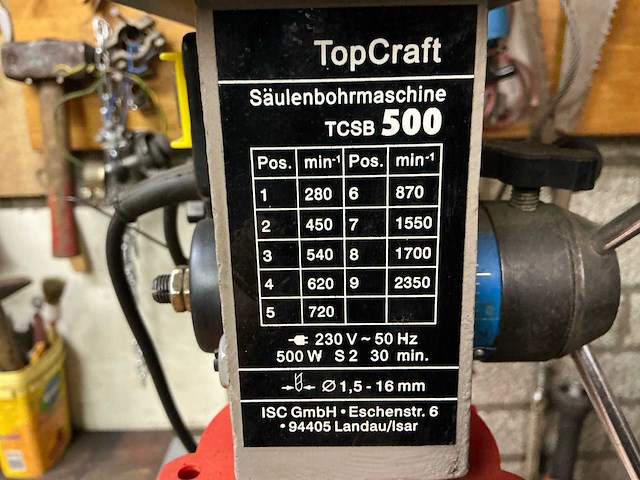 TopCraft
Säulenbohrmaschine
TCSB 500
Pos. min-1 Pos. min-1
1 280 6 870
2 450 7 1550
3 540 8 1700
4 620 9 2350
5 720
230 V ~ 50 Hz
500 W S 2 30 min.
Ø 1,5 - 16 mm
ISC GmbH • Eschenstr. 6
• 94405 Landau/Isar